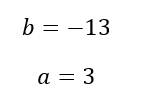 b = −13
a = 3